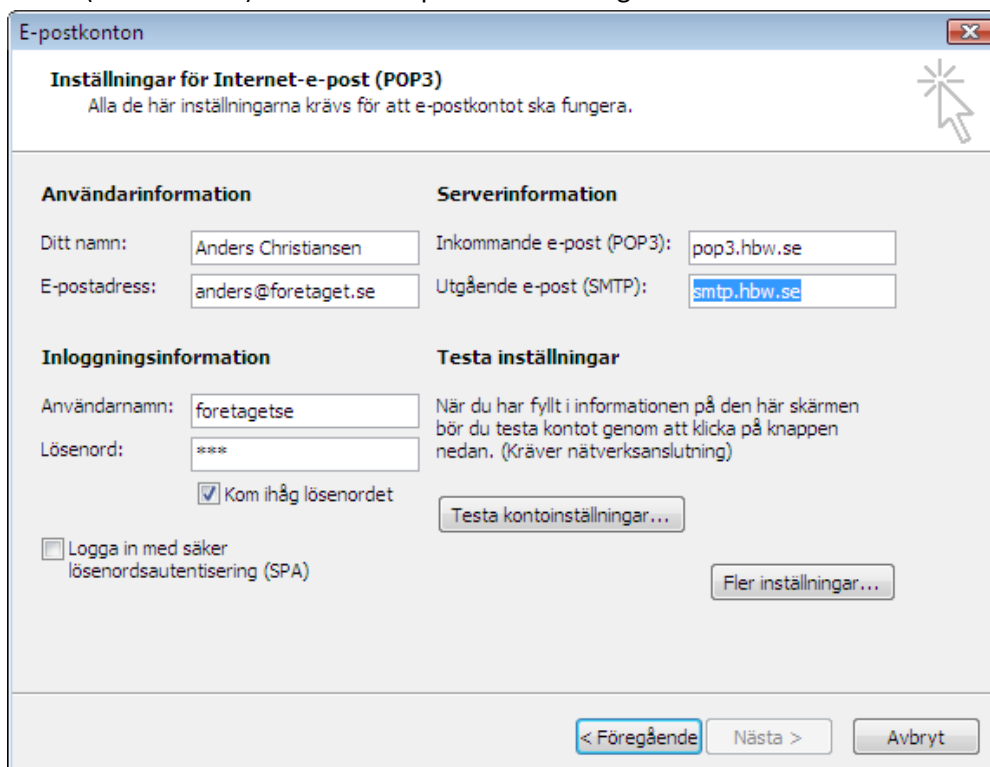 E-postkonton
Inställningar för Internet-e-post (POP3)
Alla de här inställningarna krävs för att e-postkontot ska fungera.
Användarinformation
Ditt namn: Anders Christiansen
E-postadress: anders@foretaget.se
Serverinformation
Inkommande e-post (POP3): pop3.hbw.se
Utgående e-post (SMTP): smtp.hbw.se
Inloggningsinformation
Användarnamn: foretagetse
Lösenord: ***
Kom ihåg lösenordet
Logga in med säker
lösenordsautentisering (SPA)
Testa inställningar
När du har fyllt i informationen på den här skärmen
bör du testa kontot genom att klicka på knappen
nedan. (Kräver nätverksanslutning)
Testa kontoinställningar...
Fler inställningar...
< Föregående
Nästa >
Avbryt